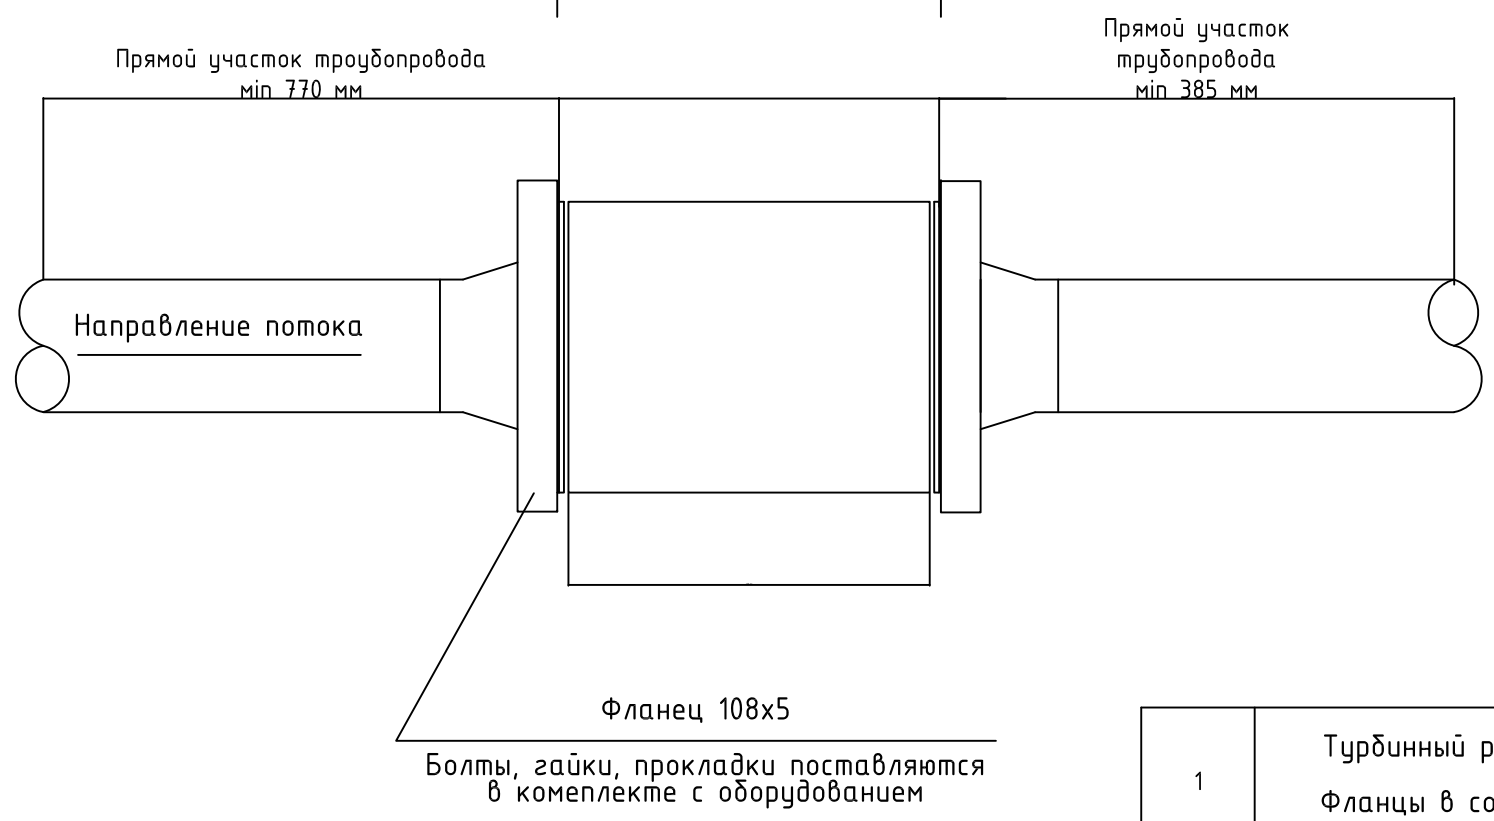 Прямой участок троубопровода
min 770 мм
Прямой участок
трубопровода
min 385 мм
Направление потока
Фланец 108х5
Болты, гайки, прокладки поставляются
в комеплекте с оборудованием
1
Турбинный р
Фланцы в со